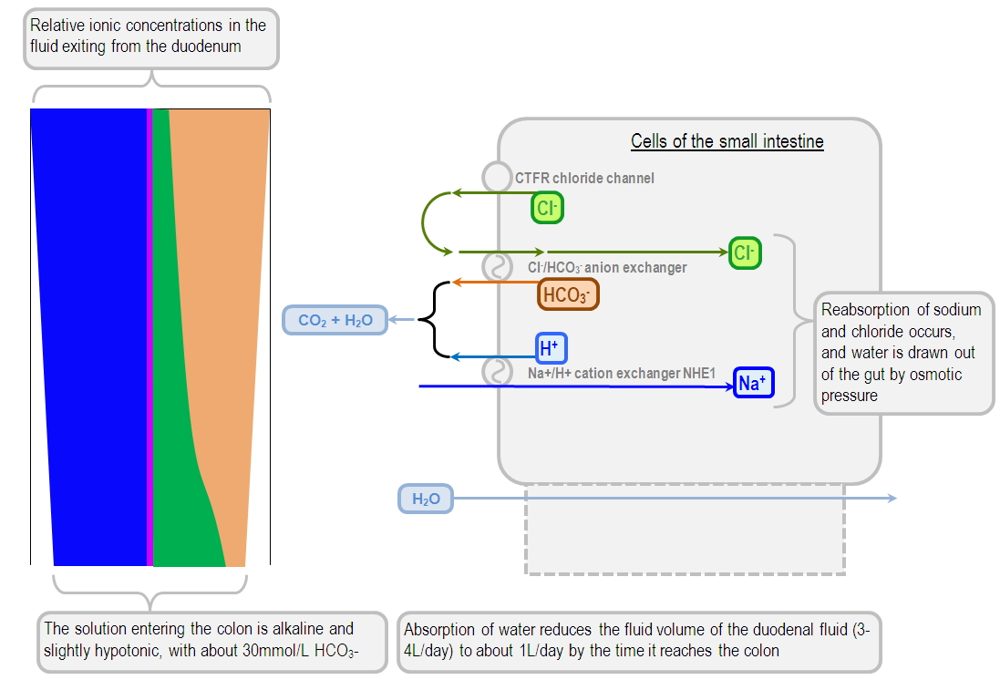 Relative ionic concentrations in the
fluid exiting from the duodenum
Cells of the small intestine
CTFR chloride channel
Cl⁻
Cl⁻
Cl⁻/HCO₃⁻ anion exchanger
HCO₃⁻
CO₂ + H₂O
H⁺
Na+/H+ cation exchanger NHE1
Na⁺
Reabsorption of sodium
and chloride occurs,
and water is drawn out
of the gut by osmotic
pressure
H₂O
The solution entering the colon is alkaline and
slightly hypotonic, with about 30mmol/L HCO₃-
Absorption of water reduces the fluid volume of the duodenal fluid (3-
4L/day) to about 1L/day by the time it reaches the colon